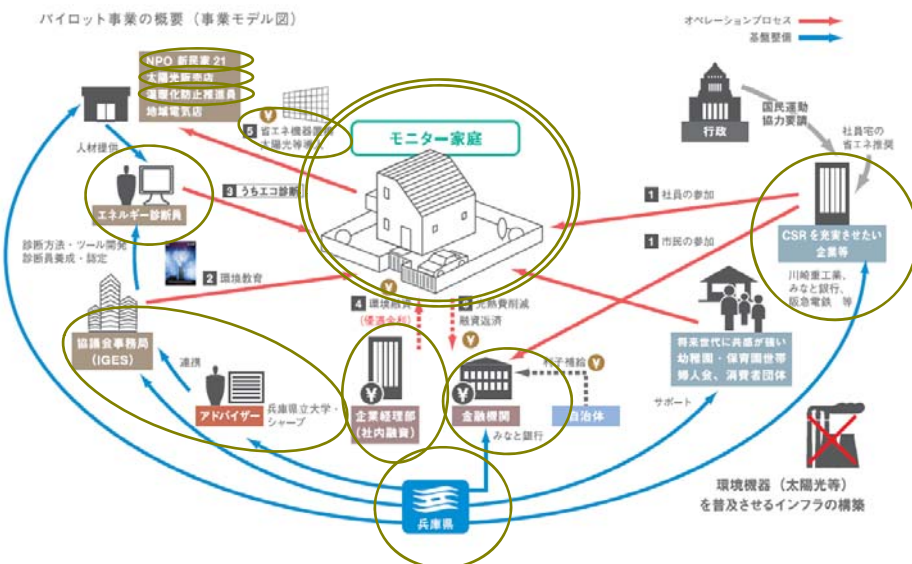 パイロット事業の概要（事業モデル図）
オペレーションプロセス
基盤整備
NPO 新民家 21
太陽光販売店
温暖化防止推進員
地域電気店
人材提供
5 省エネ機器
太陽光等導入
モニター家庭
行政
国民運動
協力要請
社員宅の
省エネ推奨
エネルギー診断員
3 うちエコ診断
1 社員の参加
1 市民の参加
CSRを充実させたい
企業等
川崎重工業、
みなと銀行、
阪急電鉄 等
診断方法・ツール開発
診断員養成・認定
2 環境教育
4 環境融資
(優遇金利)
光熱費削減
融資返済
協議会事務局
(IGES)
連携
アドバイザー
兵庫県立大学・
シャープ
企業経理部
(社内融資)
金融機関
みなと銀行
利子補給
自治体
将来世代に共感が強い
幼稚園・保育園世帯
婦人会、消費者団体
サポート
兵庫県
環境機器（太陽光等）
を普及させるインフラの構築